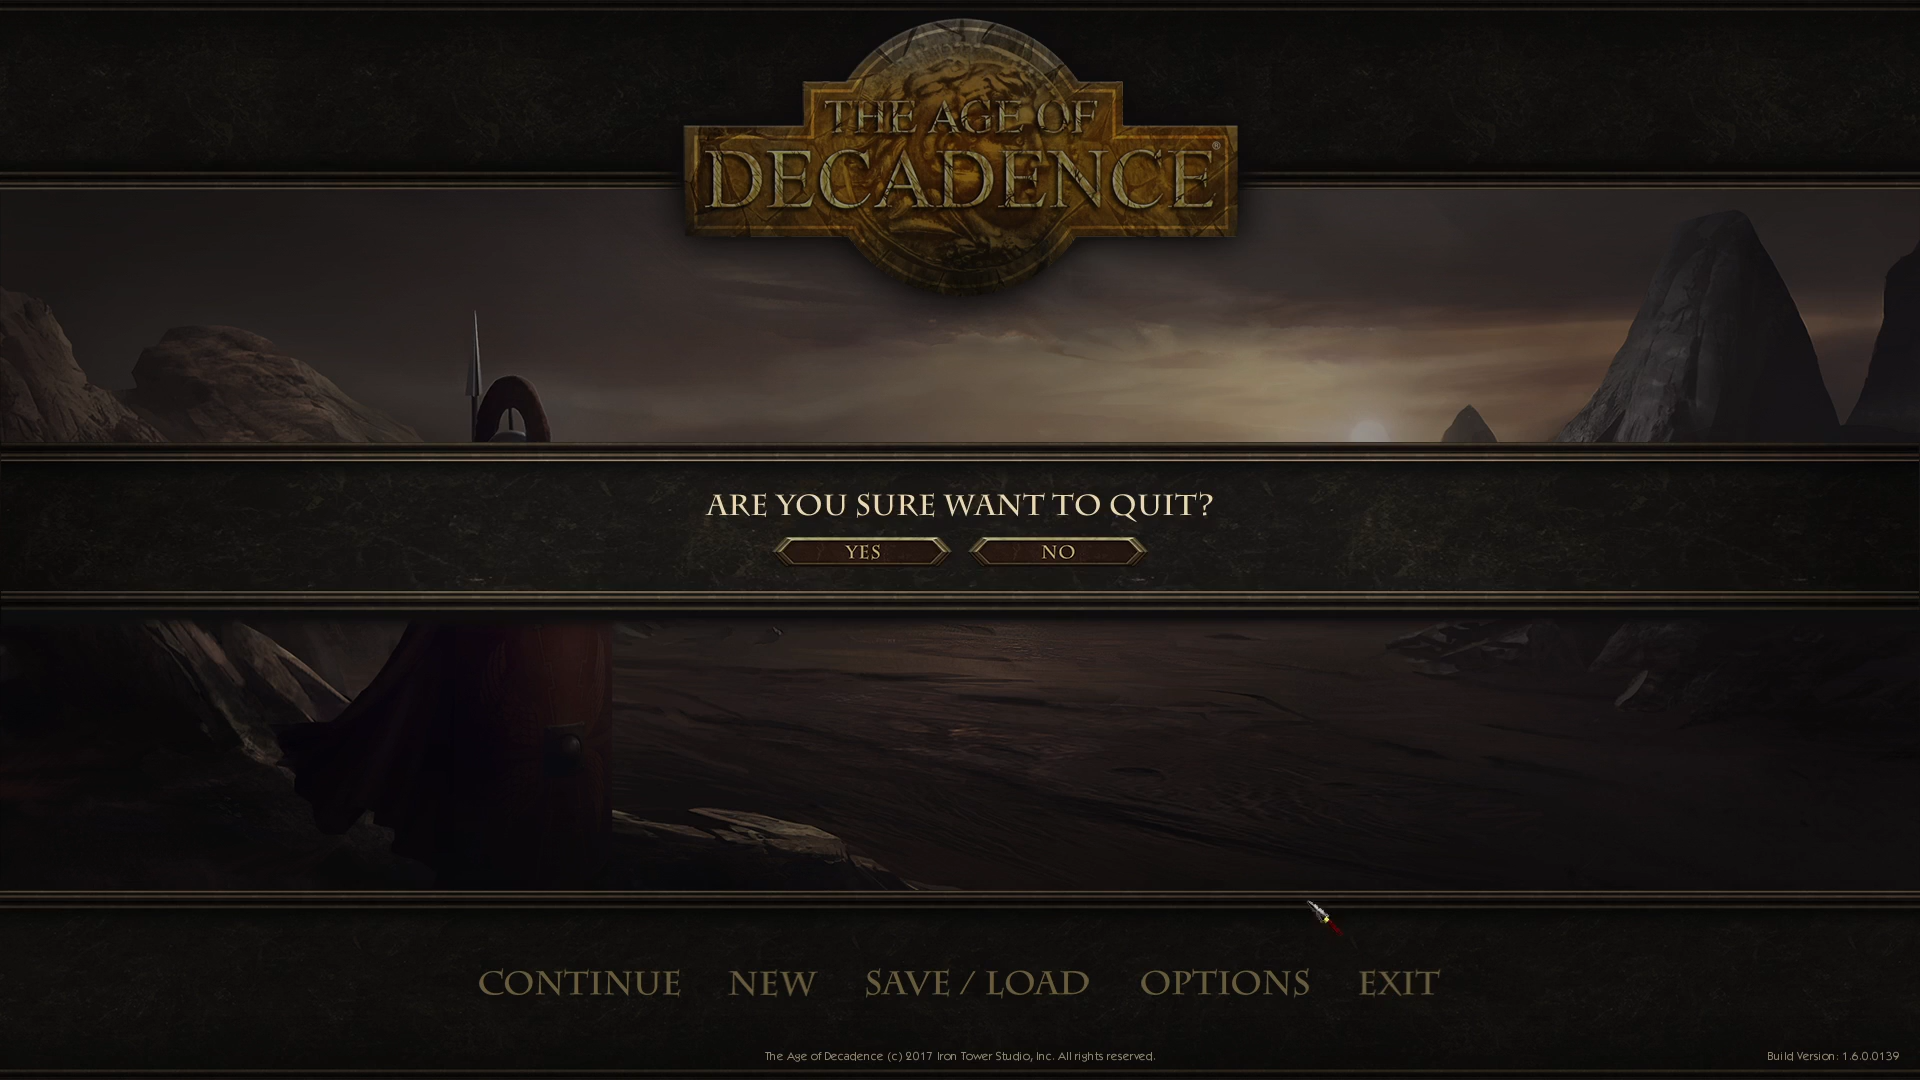 THE AGE OF
DECADENCE®
ARE YOU SURE WANT TO QUIT?
YES NO
CONTINUE NEW SAVE / LOAD OPTIONS EXIT
The Age of Decadence (c) 2017 Iron Tower Studio, Inc. All rights reserved.
Build Version: 1.6.0.0139